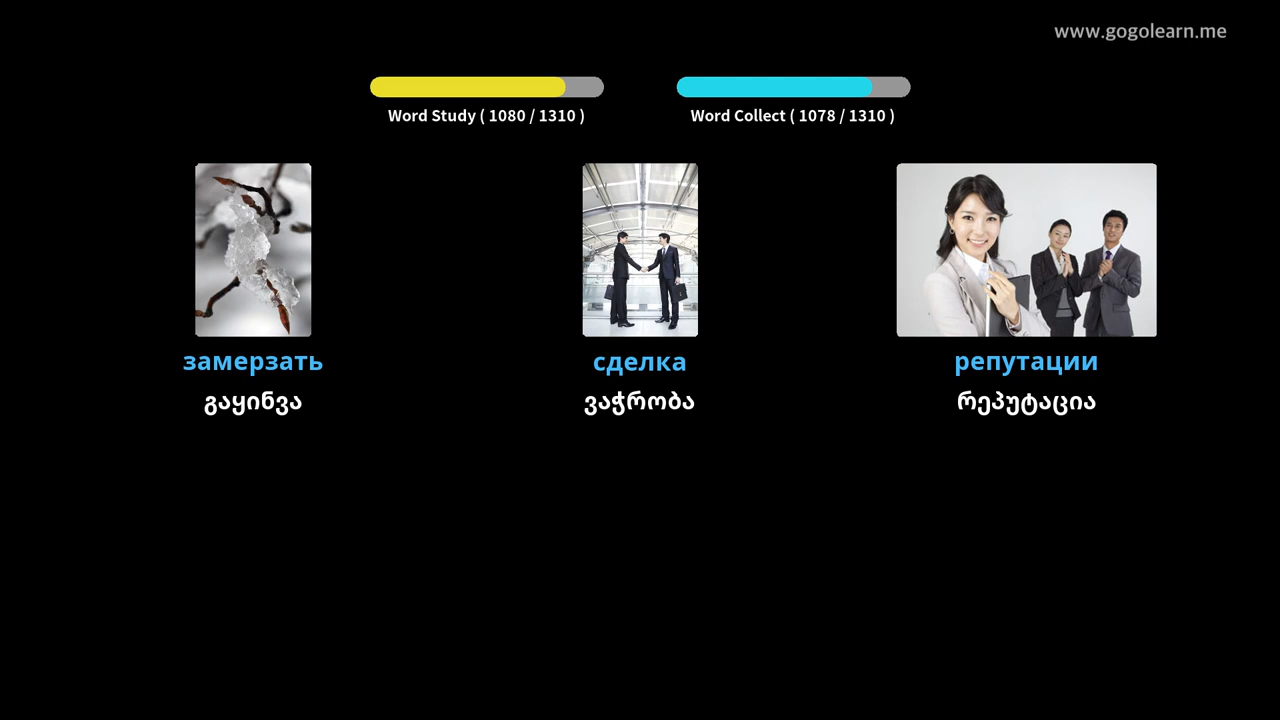 www.gogolearn.me
Word Study ( 1080 / 1310 )
Word Collect ( 1078 / 1310 )
замерзать
сделка
репутации
გაყინვა
ვაჭრობა
რეპუტაცია